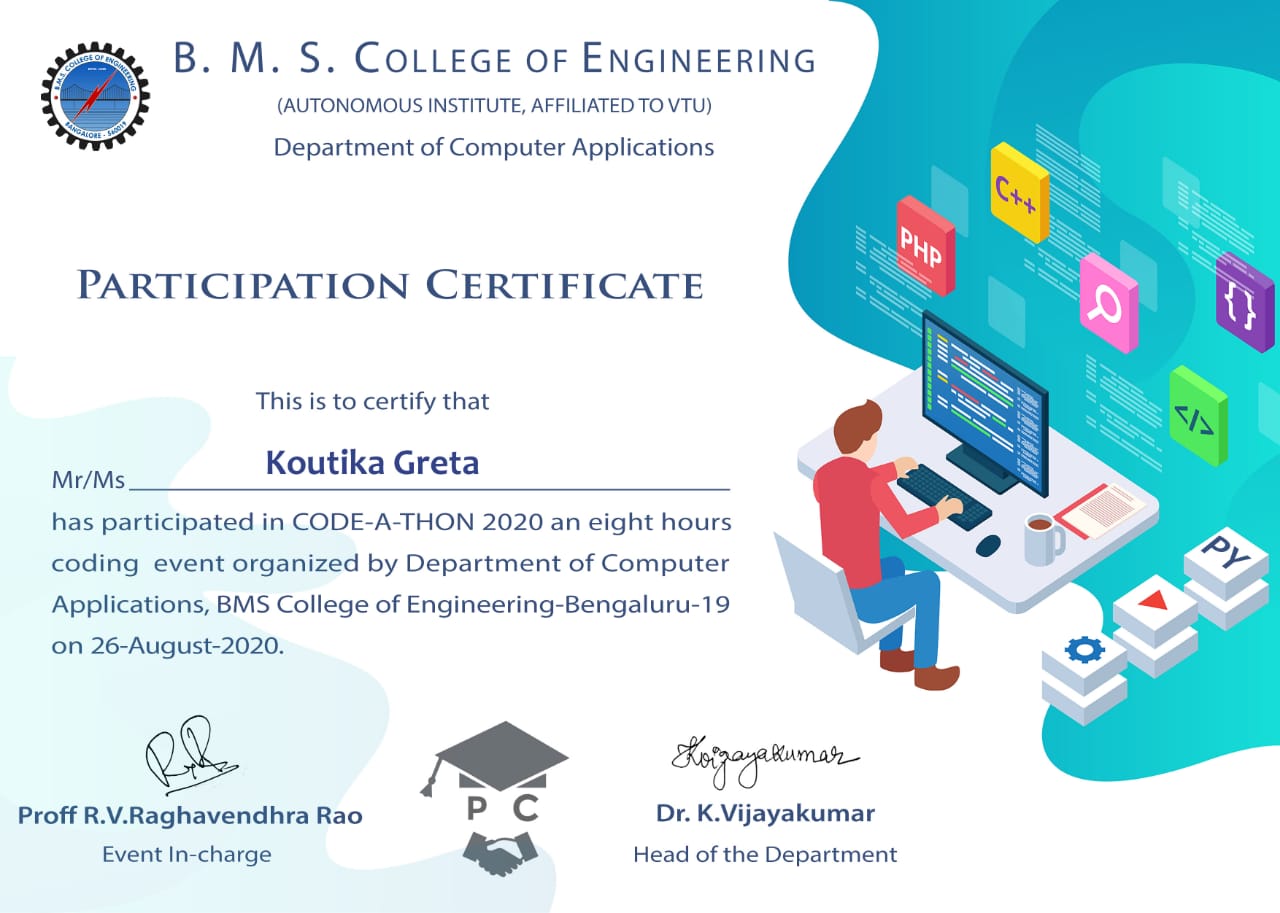 B. M. S. COLLEGE OF ENGINEERING
(AUTONOMOUS INSTITUTE, AFFILIATED TO VTU)
Department of Computer Applications
B.M.S. COLLEGE OF ENGINEERING
BANGALORE - 560019
PARTICIPATION CERTIFICATE
This is to certify that
Mr/Ms Koutika Greta
has participated in CODE-A-THON 2020 an eight hours
coding event organized by Department of Computer
Applications, BMS College of Engineering-Bengaluru-19
on 26-August-2020.
Proff R.V.Raghavendhra Rao
Event In-charge
P C
Dr. K.Vijayakumar
Head of the Department
C++
PHP
{}
</>
PY